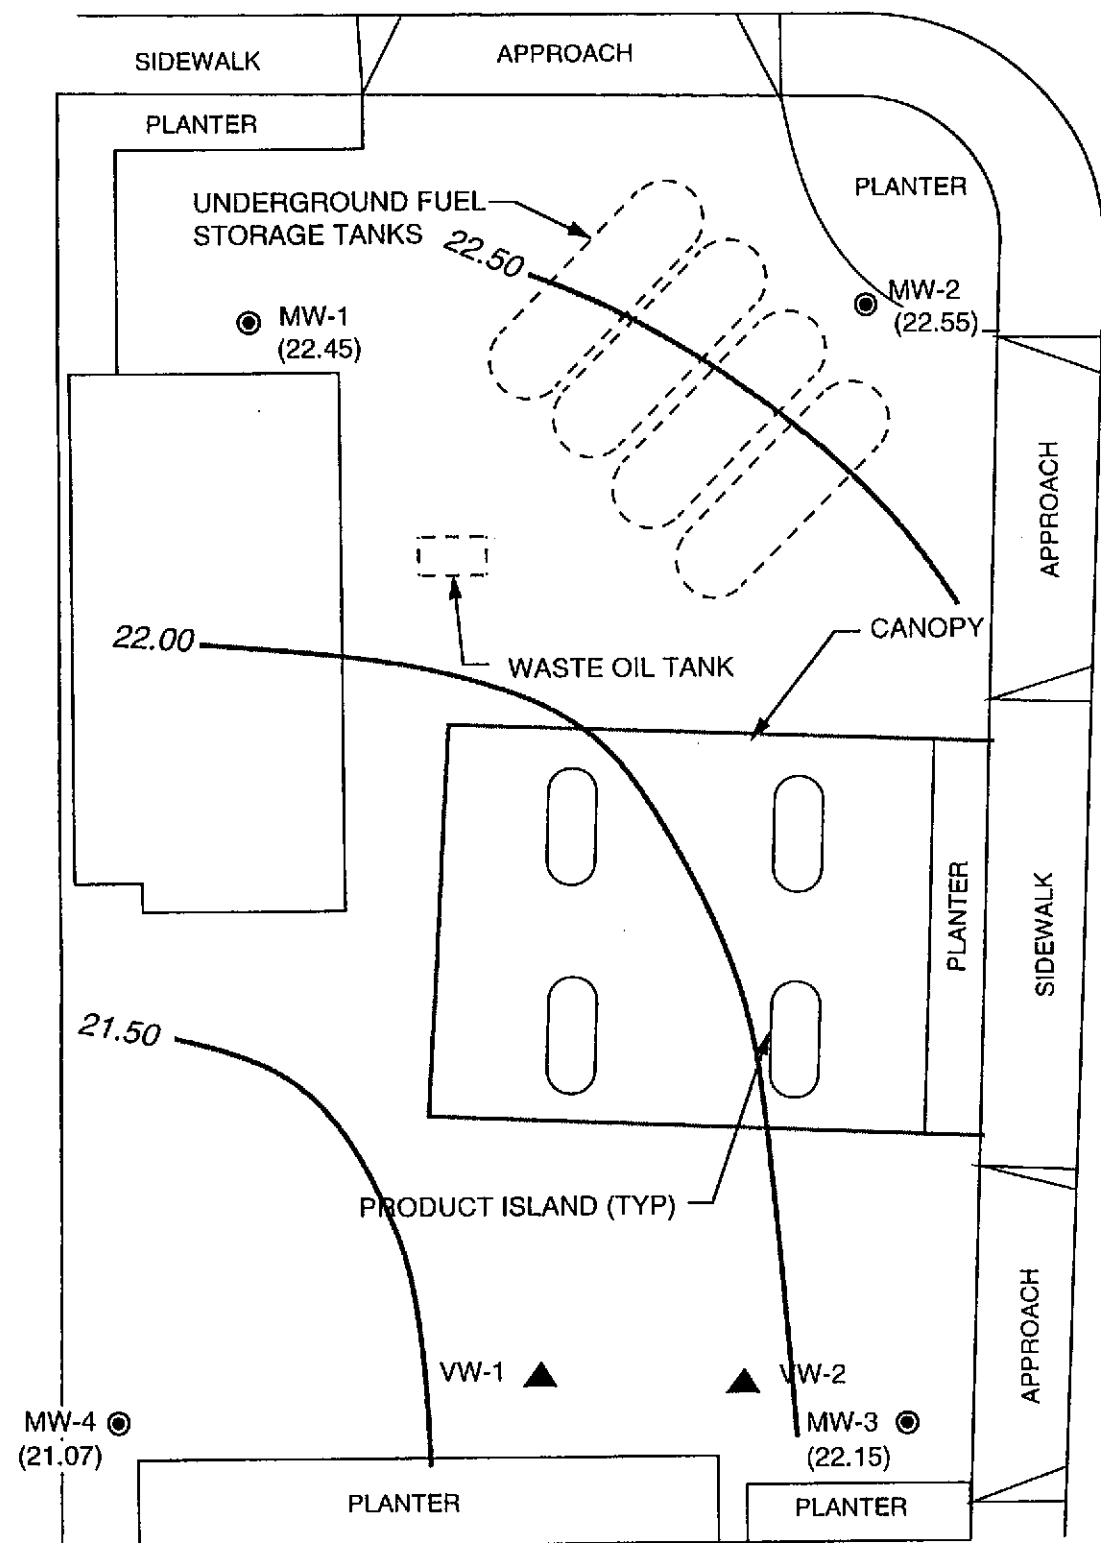 SIDEWALK
APPROACH
PLANTER
PLANTER
UNDERGROUND FUEL
STORAGE TANKS
22.50
MW-1
(22.45)
MW-2
(22.55)
APPROACH
22.00
WASTE OIL TANK
CANOPY
PLANTER
SIDEWALK
21.50
PRODUCT ISLAND (TYP)
APPROACH
VW-1
VW-2
MW-4
(21.07)
MW-3
(22.15)
PLANTER
PLANTER